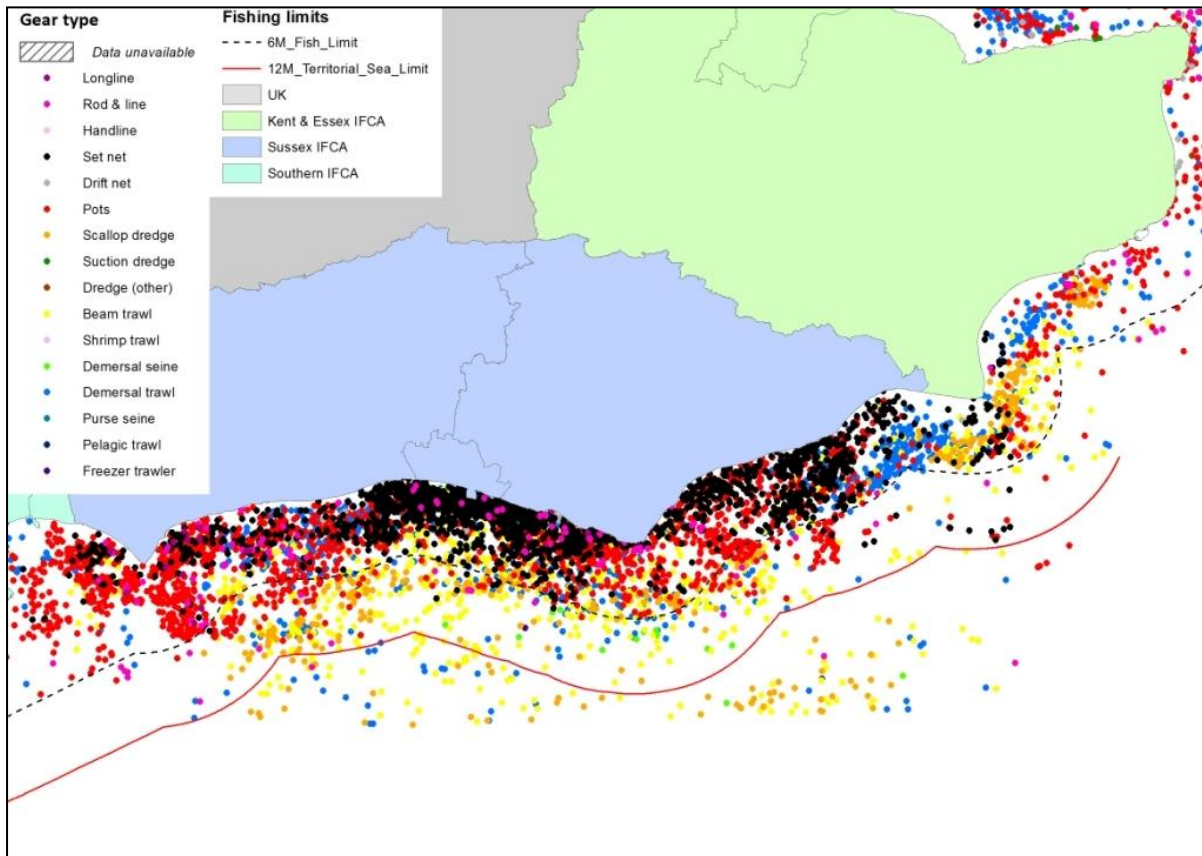 Gear type
Data unavailable
Longline
Rod & line
Handline
Set net
Drift net
Pots
Scallop dredge
Suction dredge
Dredge (other)
Beam trawl
Shrimp trawl
Demersal seine
Demersal trawl
Purse seine
Pelagic trawl
Freezer trawler
Fishing limits
6M_Fish_Limit
12M_Territorial_Sea_Limit
UK
Kent & Essex IFCA
Sussex IFCA
Southern IFCA